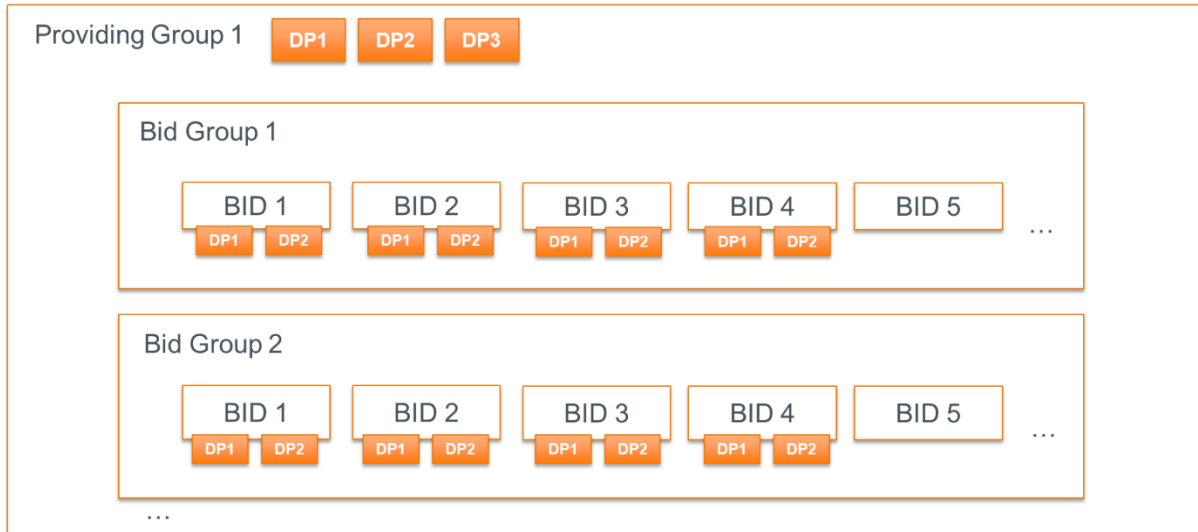 Providing Group 1 DP1 DP2 DP3
Bid Group 1
BID 1 BID 2 BID 3 BID 4 BID 5
DP1 DP2 DP1 DP2 DP1 DP2 DP1 DP2 ...
Bid Group 2
BID 1 BID 2 BID 3 BID 4 BID 5
DP1 DP2 DP1 DP2 DP1 DP2 DP1 DP2 ...
...